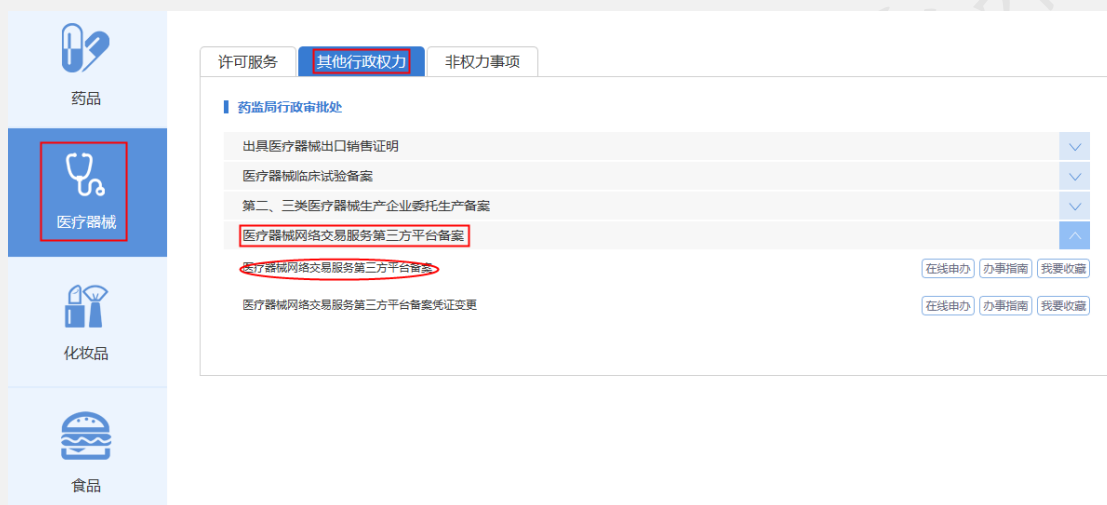 药品
医疗器械
化妆品
食品
许可服务 其他行政权力 非权力事项
药监局行政审批处
出具医疗器械出口销售证明
医疗器械临床试验备案
第二、三类医疗器械生产企业委托生产备案
医疗器械网络交易服务第三方平台备案
医疗器械网络交易服务第三方平台备案 在线申办 办事指南 我要收藏
医疗器械网络交易服务第三方平台备案凭证变更 在线申办 办事指南 我要收藏